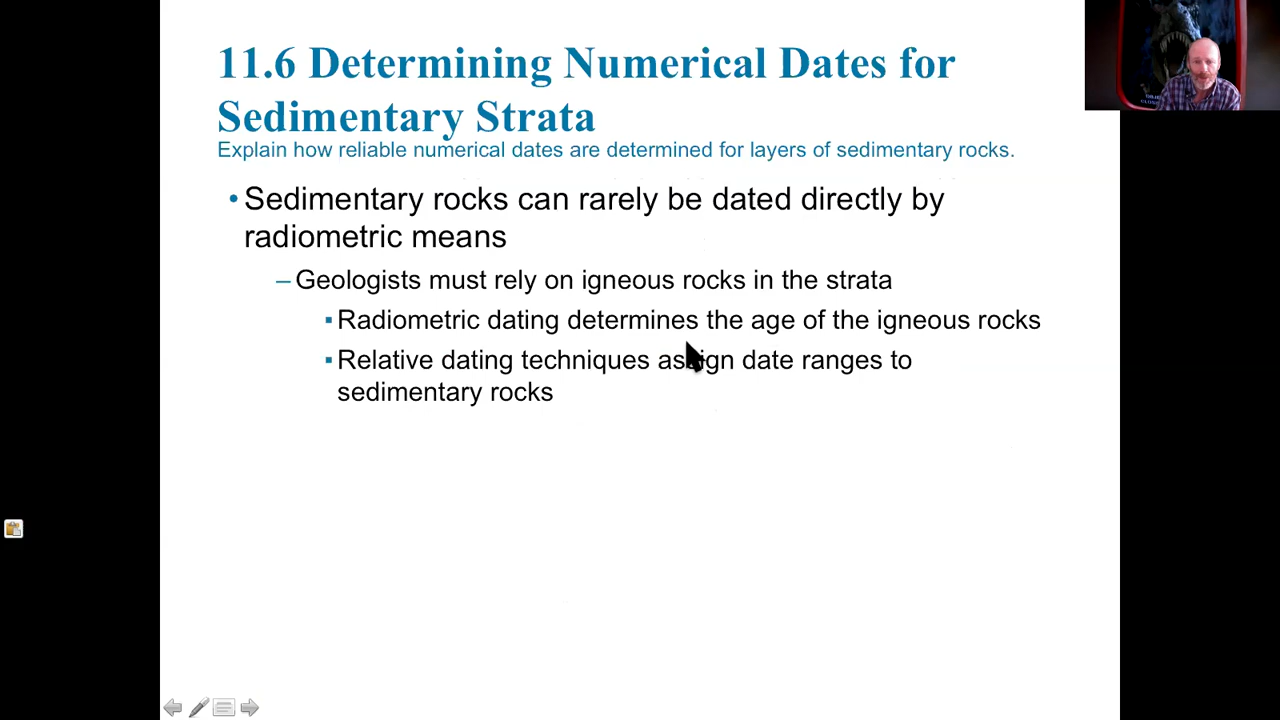 11.6 Determining Numerical Dates for
Sedimentary Strata
Explain how reliable numerical dates are determined for layers of sedimentary rocks.
•Sedimentary rocks can rarely be dated directly by
radiometric means
–Geologists must rely on igneous rocks in the strata
▪Radiometric dating determines the age of the igneous rocks
▪Relative dating techniques assign date ranges to
sedimentary rocks